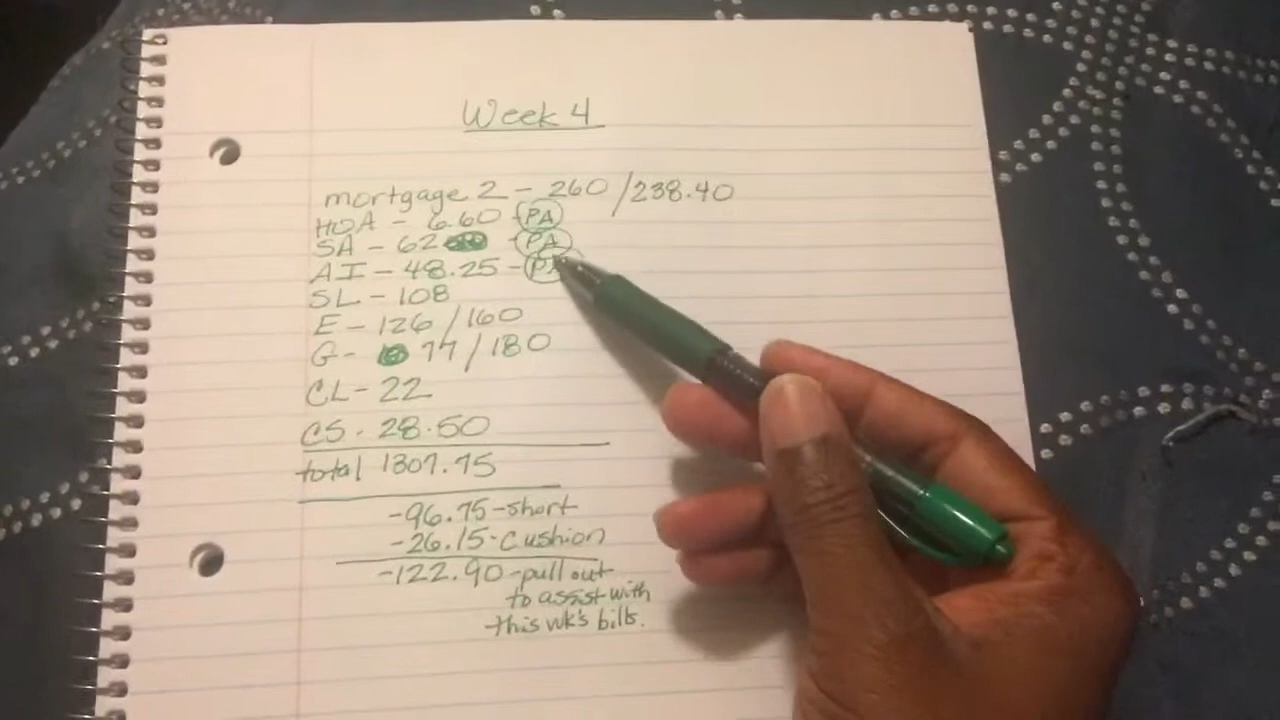 Week 4
mortgage 2 - 260 / 238.40
HOA - 6.60 - PA
SA - 62 - PA
AI - 48.25 - PA
SL - 108
E - 126 / 160
G - 77 / 180
CL - 22
CS - 28.50
total 1307.75
-96.75 - short
-26.15 - cushion
-122.90 - pull out
to assist with
this wk's bills.